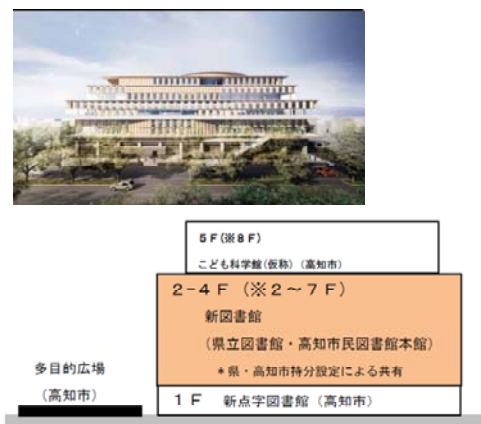 5F(※8F)
こども科学館(仮称)(高知市)
2-4F(※2~7F)
新図書館
(県立図書館・高知市民図書館本館)
*県・高知市持分設定による共有
多目的広場
(高知市)
1F 新点字図書館(高知市)